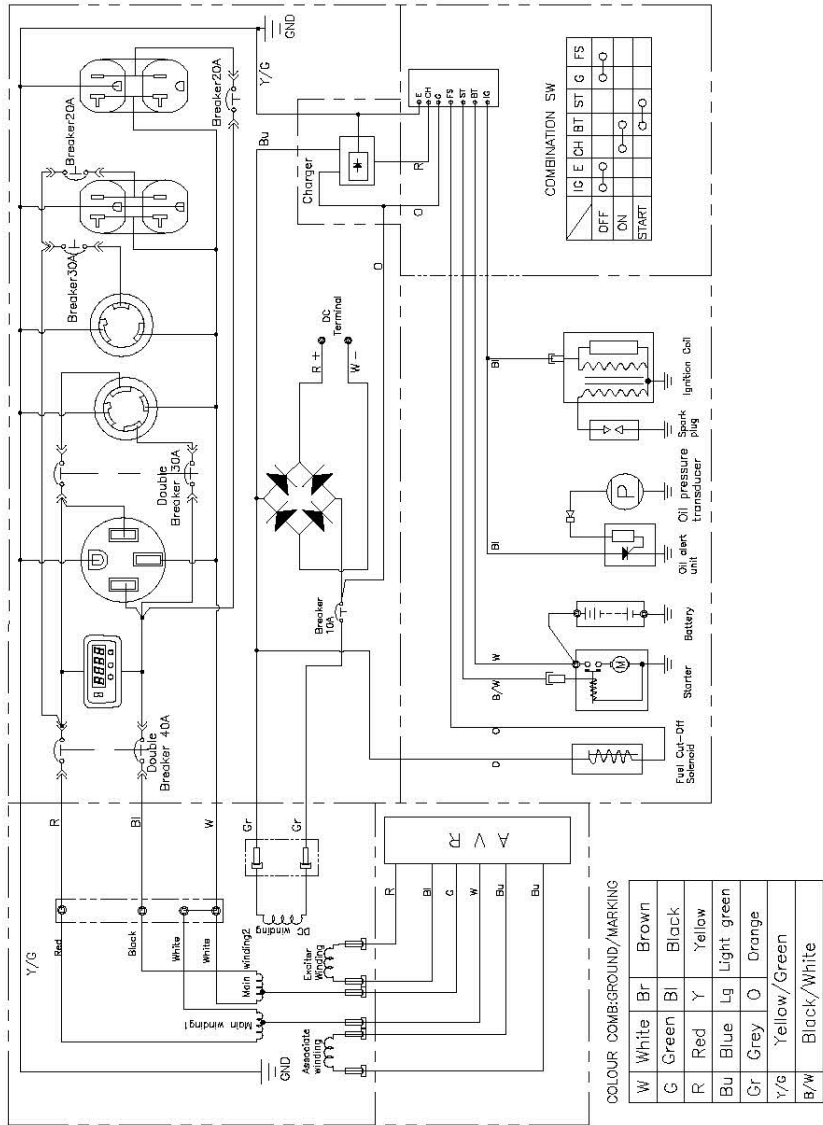 GND
Y/G
Breaker20A
Breaker20A
Breaker30A
Double
Breaker 30A
8888
Double
Breaker 40A
R
Bl
W
Red
Black
White
White
Y/G
GND
Main winding1
Main winding2
Associate
winding
Exciter
Winding
DC winding
Gr
Gr
Bu
Charger
R
O
O
DC
Terminal
R +
W -
Breaker
10A
E
CH
G
FS
ST
BT
IG
COMBINATION SW
IG E CH BT ST G FS
OFF
ON
START
Bl
Ignition Coil
Spark
plug
P
Oil pressure
transducer
Bl
Oil alert
unit
Battery
W
B/W
M
Starter
O
O
Fuel Cut-Off
Solenoid
R
Bl
G
W
Bu
Bu
A V R
COLOUR COMB:GROUND/MARKING
W White Br Brown
G Green Bl Black
R Red Y Yellow
Bu Blue Lg Light green
Gr Grey O Orange
Y/G Yellow/Green
B/W Black/White